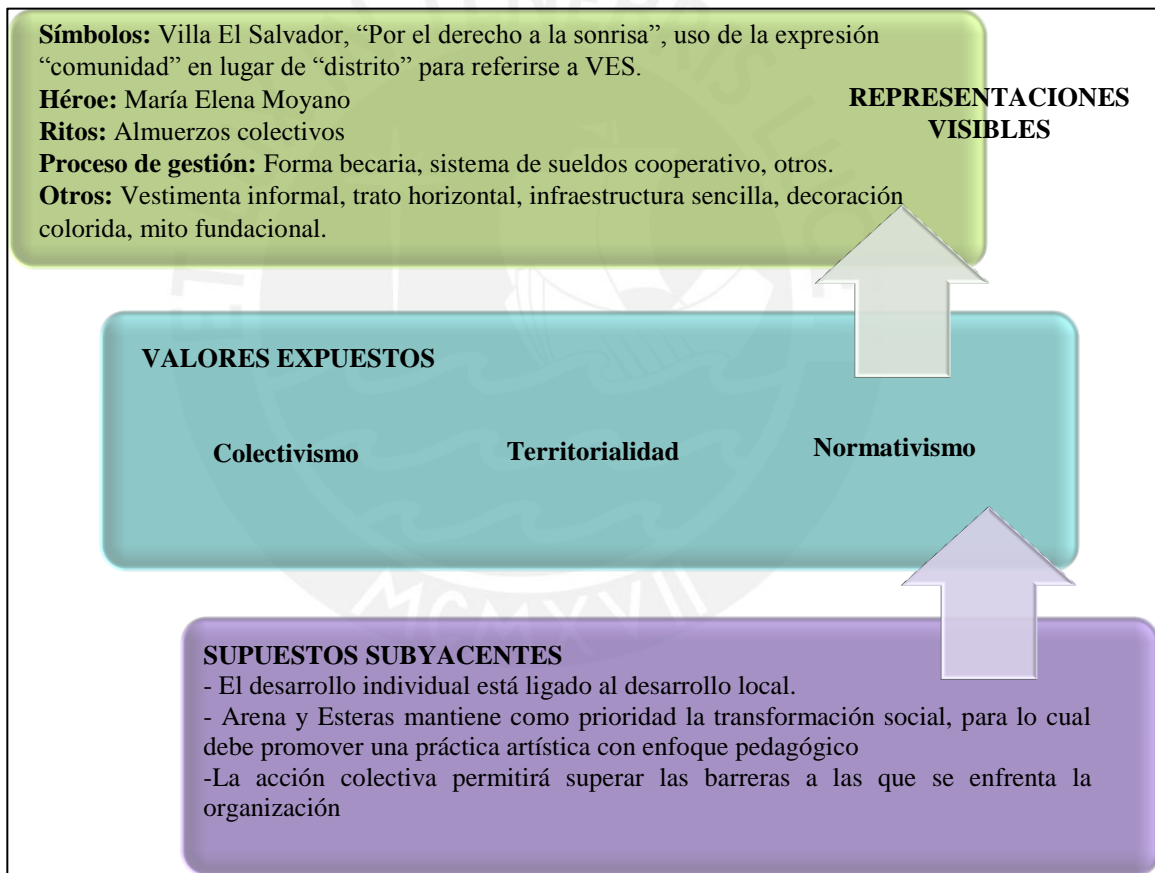 Símbolos: Villa El Salvador, “Por el derecho a la sonrisa”, uso de la expresión
“comunidad” en lugar de “distrito” para referirse a VES.
Héroe: María Elena Moyano
Ritos: Almuerzos colectivos
Proceso de gestión: Forma becaria, sistema de sueldos cooperativo, otros.
Otros: Vestimenta informal, trato horizontal, infraestructura sencilla, decoración
colorida, mito fundacional.
REPRESENTACIONES
VISIBLES
VALORES EXPUESTOS
Colectivismo
Territorialidad
Normativismo
SUPUESTOS SUBYACENTES
- El desarrollo individual está ligado al desarrollo local.
- Arena y Esteras mantiene como prioridad la transformación social, para lo cual
debe promover una práctica artística con enfoque pedagógico
-La acción colectiva permitirá superar las barreras a las que se enfrenta la
organización
MCMXVII